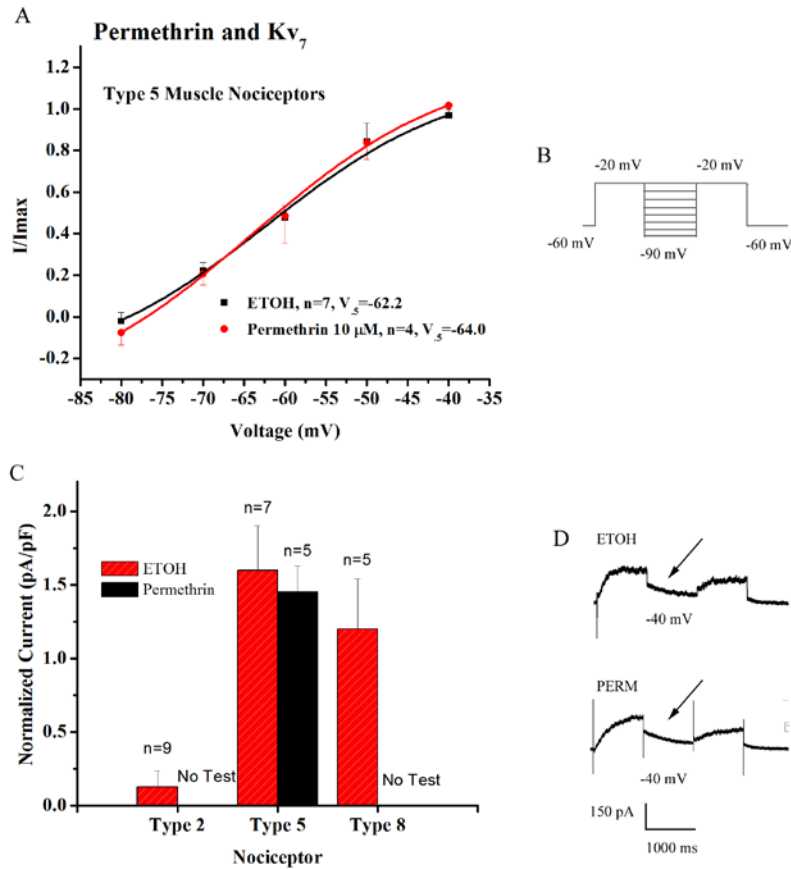 A
Permethrin and Kv7
Type 5 Muscle Nociceptors
1.2
1.0
0.8
0.6
0.4
0.2
0.0
-0.2
I/Imax
ETOH, n=7, V.5=-62.2
Permethrin 10 μM, n=4, V.5=-64.0
-80 -75 -70 -65 -60 -55 -50 -45 -40 -35
Voltage (mV)
B
-20 mV -20 mV
-60 mV -90 mV -60 mV
C
2.0
1.5
1.0
0.5
0.0
Normalized Current (pA/pF)
ETOH
Permethrin
n=9
No Test
n=7
n=5
n=5
No Test
Type 2 Type 5 Type 8
Nociceptor
D
ETOH
-40 mV
PERM
-40 mV
150 pA
1000 ms